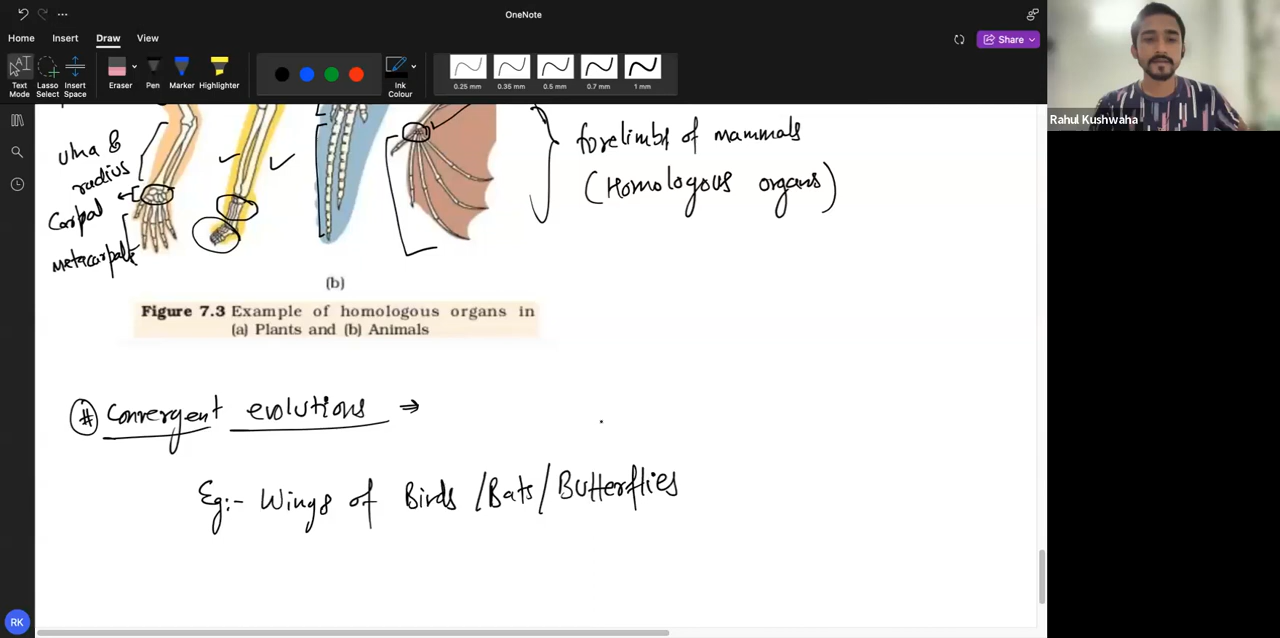 OneNote
Home Insert Draw View
Share
Text Mode
Lasso Select
Insert Space
Eraser
Pen
Marker
Highlighter
Ink Colour
0.25 mm
0.35 mm
0.5 mm
0.7 mm
1 mm
Rahul Kushwaha
ulna &
radius
Carpal
metacarpals
forelimbs of mammals
(Homologous organs)
(b)
Figure 7.3 Example of homologous organs in
(a) Plants and (b) Animals
# Convergent evolutions ⇒
Eg:- Wings of Birds /Bats/Butterflies
RK